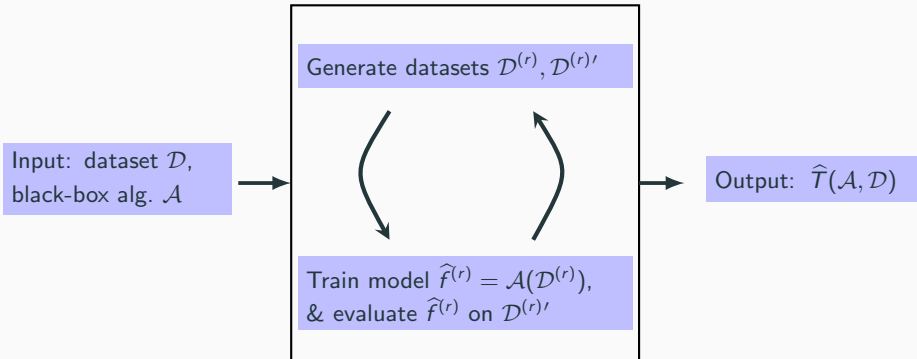 Generate datasets 𝒟⁽ʳ⁾, 𝒟⁽ʳ⁾′
Input: dataset 𝒟,
black-box alg. 𝒜
Output: T̂(𝒜, 𝒟)
Train model f̂⁽ʳ⁾ = 𝒜(𝒟⁽ʳ⁾),
& evaluate f̂⁽ʳ⁾ on 𝒟⁽ʳ⁾′